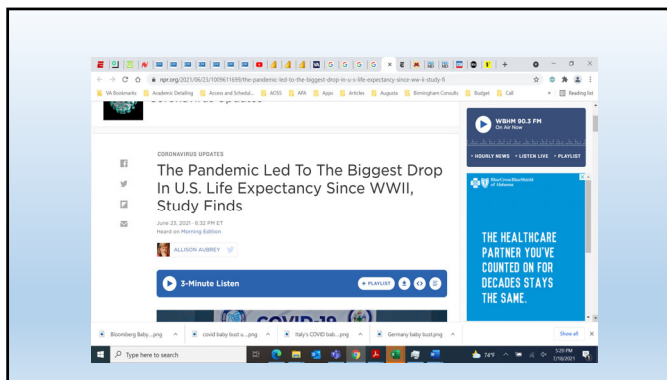 npr.org/2021/06/23/1009611699/the-pandemic-led-to-the-biggest-drop-in-u-s-life-expectancy-since-ww-ii-study-fi
VA Bookmarks Academic Detailing Access and Schedul... ACOS APA Apps Articles Augusta Birmingham Consults Budget Call » Reading list
CORONAVIRUS UPDATES
The Pandemic Led To The Biggest Drop
In U.S. Life Expectancy Since WWII,
Study Finds
June 23, 2021 · 6:32 PM ET
Heard on Morning Edition
ALLISON AUBREY
3-Minute Listen
+ PLAYLIST
COVID-19
WBHM 90.3 FM
On Air Now
HOURLY NEWS • LISTEN LIVE • PLAYLIST
BlueCross BlueShield
of Alabama
THE HEALTHCARE
PARTNER YOU'VE
COUNTED ON FOR
DECADES STAYS
THE SAME.
Bloomberg Baby....png
covid baby bust u....png
Italy's COVID bab....png
Germany baby bust.png
Show all
Type here to search
74°F
5:20 PM
7/18/2021